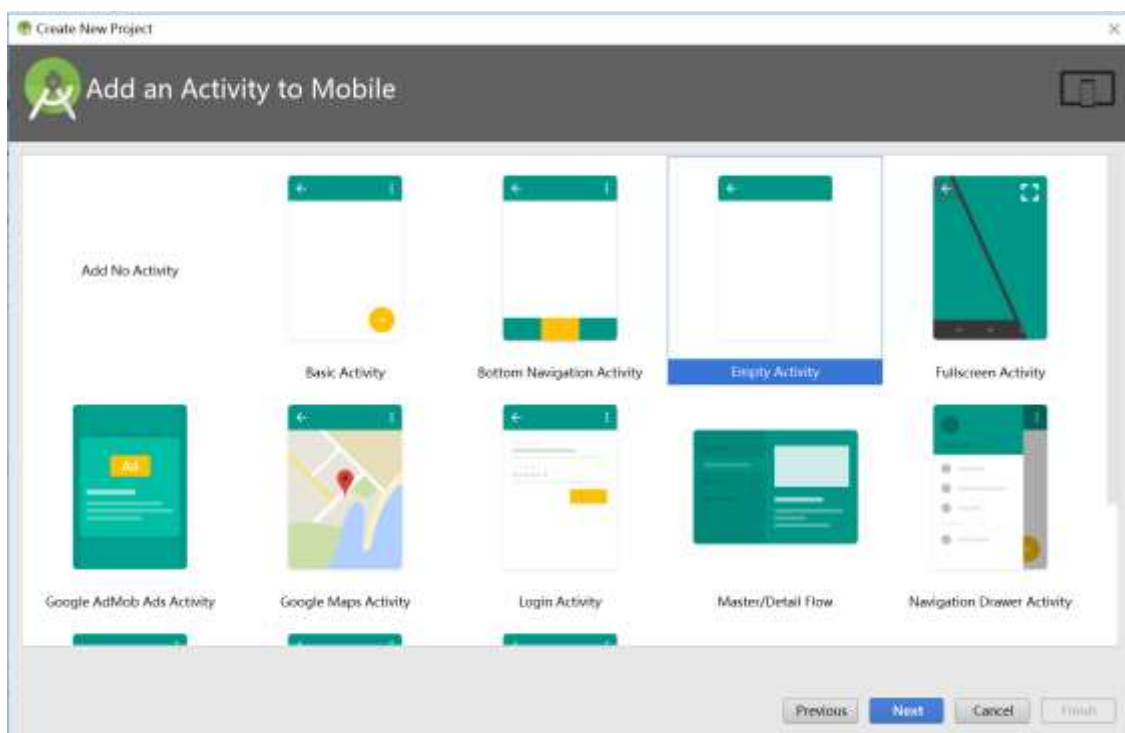 Create New Project
Add an Activity to Mobile
Add No Activity
Basic Activity
Bottom Navigation Activity
Empty Activity
Fullscreen Activity
Ad
Google AdMob Ads Activity
Google Maps Activity
Login Activity
Master/Detail Flow
Navigation Drawer Activity
Previous
Next
Cancel
Finish